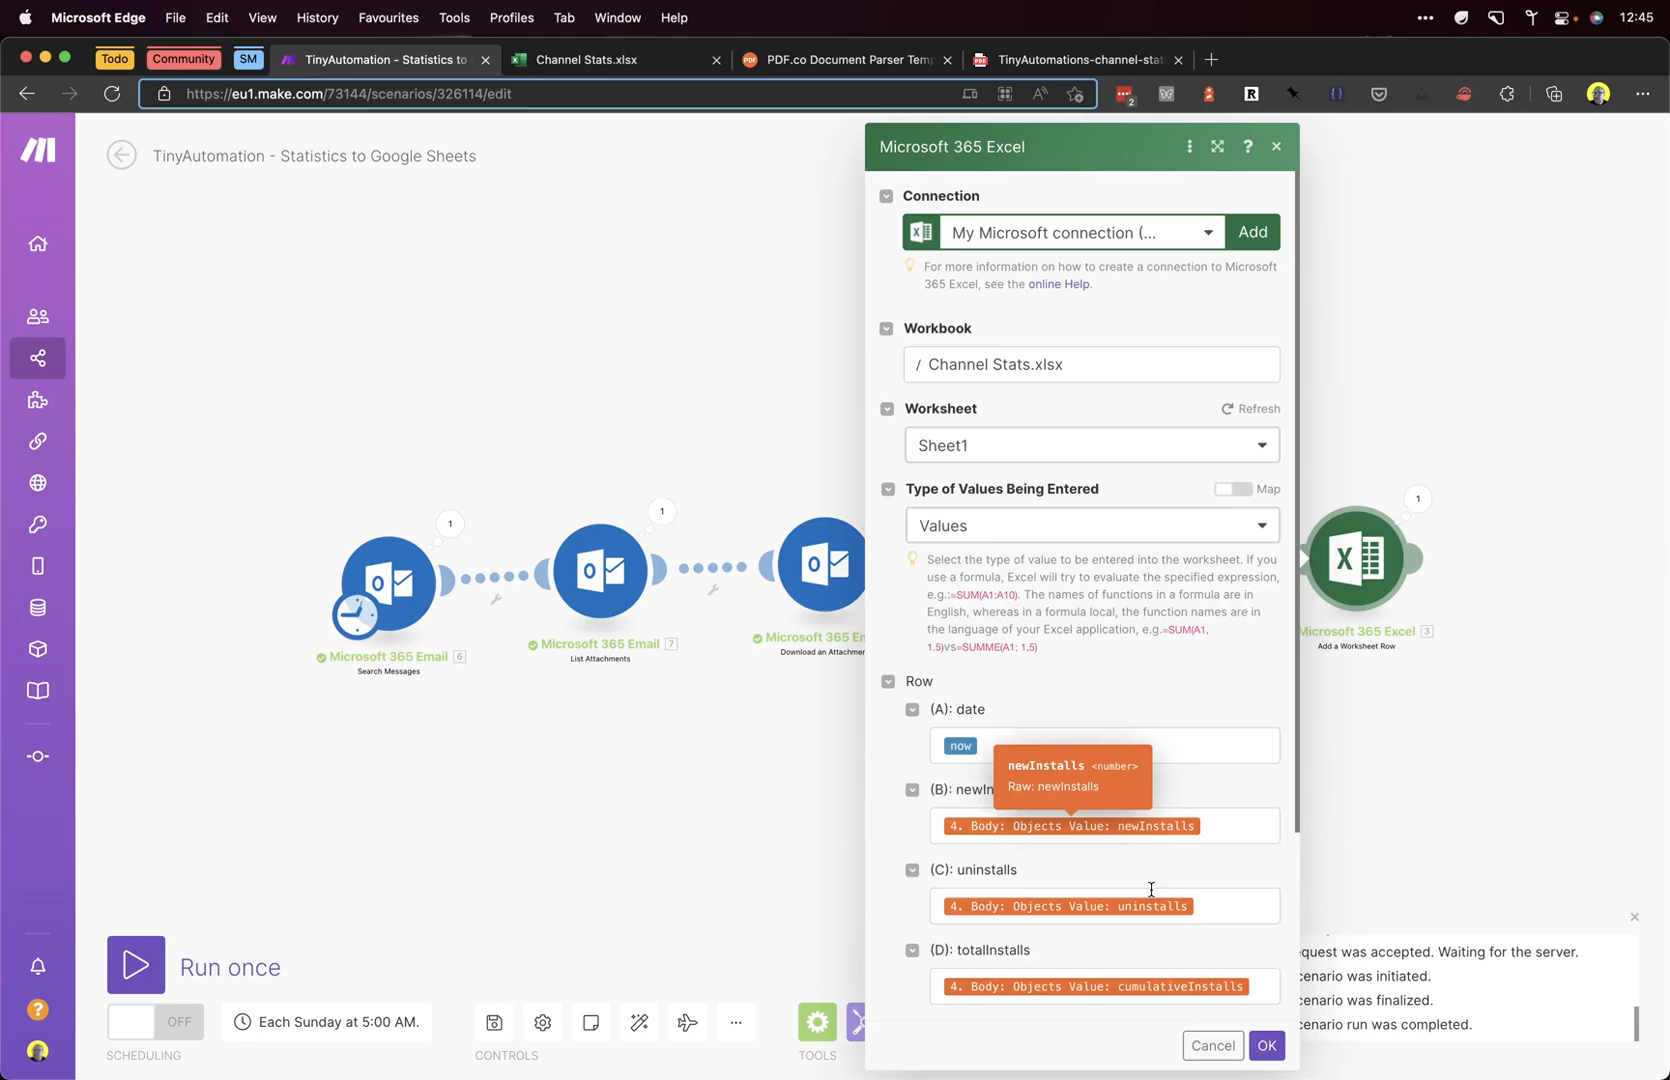 Microsoft Edge File Edit View History Favourites Tools Profiles Tab Window Help 12:45
Todo Community SM TinyAutomation - Statistics to Channel Stats.xlsx PDF.co Document Parser Temp TinyAutomations-channel-stat
https://eu1.make.com/73144/scenarios/326114/edit
2
TinyAutomation - Statistics to Google Sheets
Microsoft 365 Excel
Connection
My Microsoft connection (...
Add
For more information on how to create a connection to Microsoft
365 Excel, see the online Help.
Workbook
/ Channel Stats.xlsx
Worksheet
Refresh
Sheet1
Type of Values Being Entered
Map
Values
Select the type of value to be entered into the worksheet. If you
use a formula, Excel will try to evaluate the specified expression,
e.g.:=SUM(A1:A10). The names of functions in a formula are in
English, whereas in a formula local, the function names are in
the language of your Excel application, e.g.=SUM(A1,
1.5)vs=SUMME(A1; 1,5)
Row
(A): date
now
newInstalls <number>
Raw: newInstalls
(B): newIn
4. Body: Objects Value: newInstalls
(C): uninstalls
4. Body: Objects Value: uninstalls
(D): totalInstalls
4. Body: Objects Value: cumulativeInstalls
Cancel
OK
1
Microsoft 365 Email 6
Search Messages
1
Microsoft 365 Email 7
List Attachments
Microsoft 365 Em
Download an Attachmen
1
Microsoft 365 Excel 3
Add a Worksheet Row
Run once
OFF
Each Sunday at 5:00 AM.
SCHEDULING
CONTROLS
TOOLS
equest was accepted. Waiting for the server.
cenario was initiated.
cenario was finalized.
cenario run was completed.